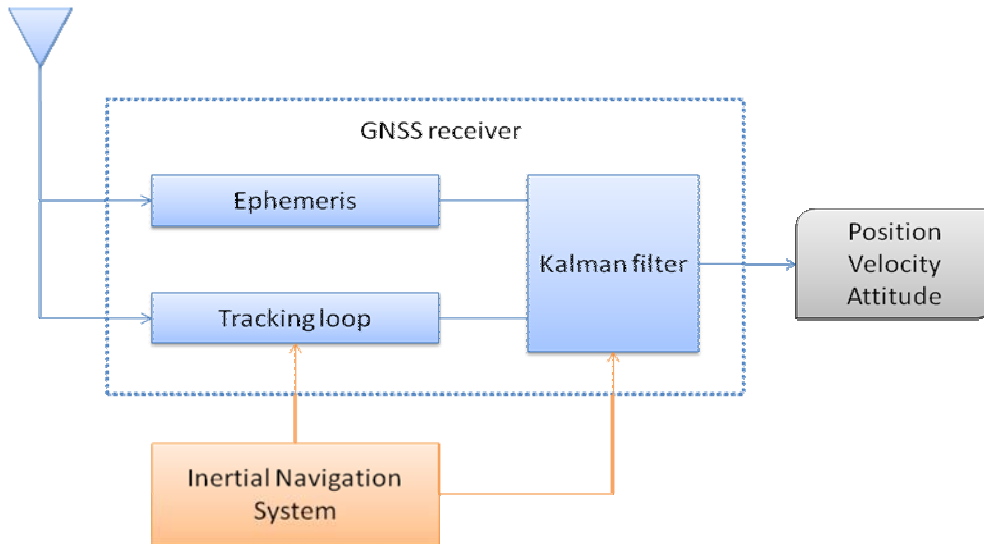 GNSS receiver
Ephemeris
Kalman filter
Tracking loop
Position
Velocity
Attitude
Inertial Navigation
System